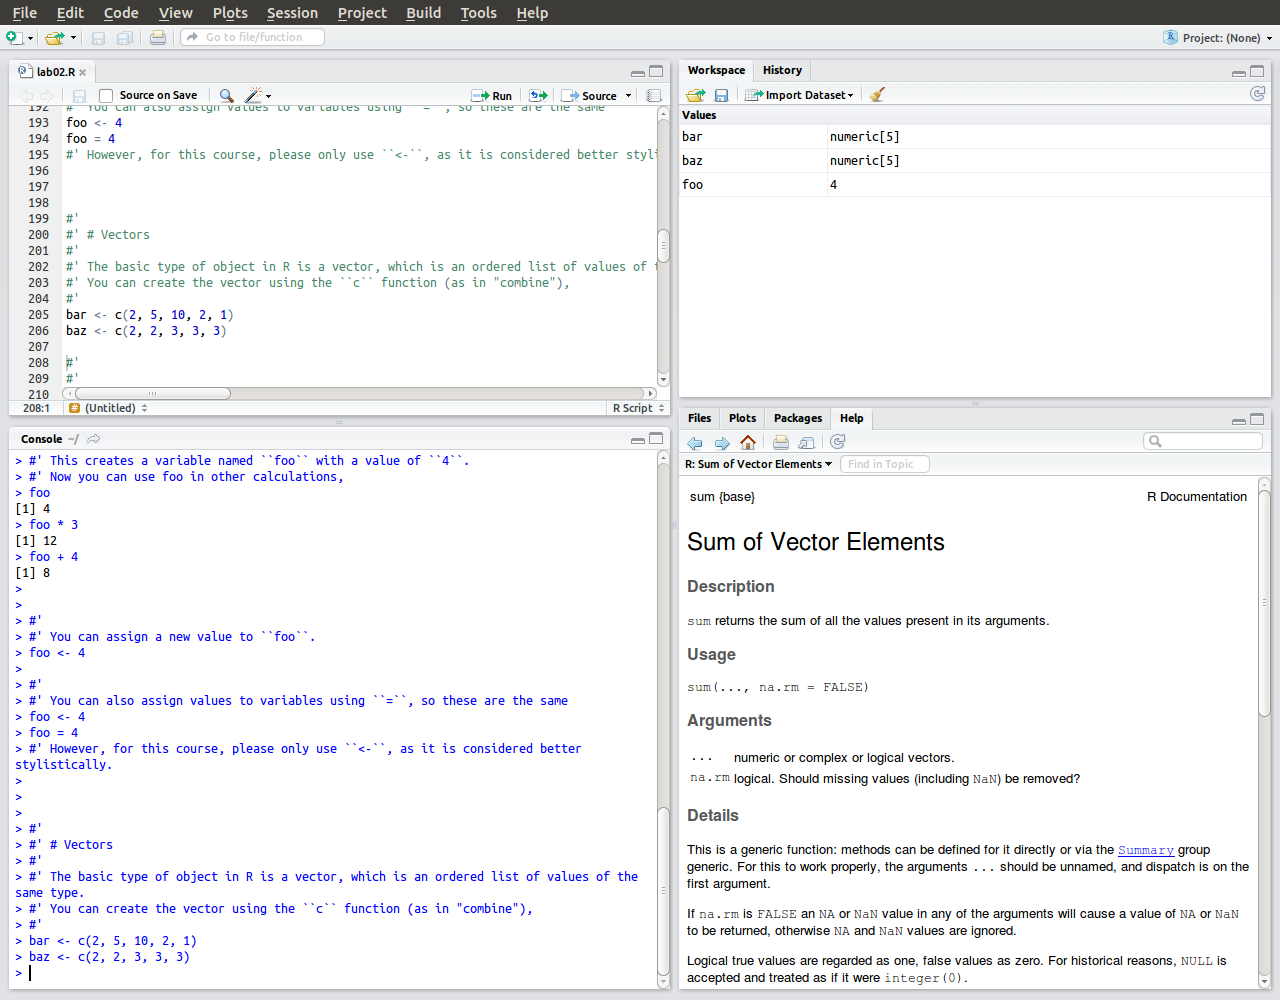 File Edit Code View Plots Session Project Build Tools Help
Go to file/function
Project: (None)
lab02.R
Source on Save
Run
Source
192 #' You can also assign values to variables using ``=``, so these are the same
193 foo <- 4
194 foo = 4
195 #' However, for this course, please only use ``<-``, as it is considered better styli
196
197
198
199 #'
200 #' # Vectors
201 #'
202 #' The basic type of object in R is a vector, which is an ordered list of values of t
203 #' You can create the vector using the ``c`` function (as in "combine"),
204 #'
205 bar <- c(2, 5, 10, 2, 1)
206 baz <- c(2, 2, 3, 3, 3)
207
208 #'
209 #'
210
208:1 # (Untitled) R Script
Console ~/
> #' This creates a variable named ``foo`` with a value of ``4``.
> #' Now you can use foo in other calculations,
> foo
[1] 4
> foo * 3
[1] 12
> foo + 4
[1] 8
>
>
> #'
> #' You can assign a new value to ``foo``.
> foo <- 4
>
> #'
> #' You can also assign values to variables using ``=``, so these are the same
> foo <- 4
> foo = 4
> #' However, for this course, please only use ``<-``, as it is considered better
stylistically.
>
>
>
> #'
> #' # Vectors
> #'
> #' The basic type of object in R is a vector, which is an ordered list of values of the
same type.
> #' You can create the vector using the ``c`` function (as in "combine"),
> #'
> bar <- c(2, 5, 10, 2, 1)
> baz <- c(2, 2, 3, 3, 3)
>
Workspace History
Import Dataset
Values
bar numeric[5]
baz numeric[5]
foo 4
Files Plots Packages Help
R: Sum of Vector Elements
Find in Topic
sum {base} R Documentation
Sum of Vector Elements
Description
sum returns the sum of all the values present in its arguments.
Usage
sum(..., na.rm = FALSE)
Arguments
... numeric or complex or logical vectors.
na.rm logical. Should missing values (including NaN) be removed?
Details
This is a generic function: methods can be defined for it directly or via the Summary group
generic. For this to work properly, the arguments ... should be unnamed, and dispatch is on the
first argument.
If na.rm is FALSE an NA or NaN value in any of the arguments will cause a value of NA or NaN
to be returned, otherwise NA and NaN values are ignored.
Logical true values are regarded as one, false values as zero. For historical reasons, NULL is
accepted and treated as if it were integer(0).